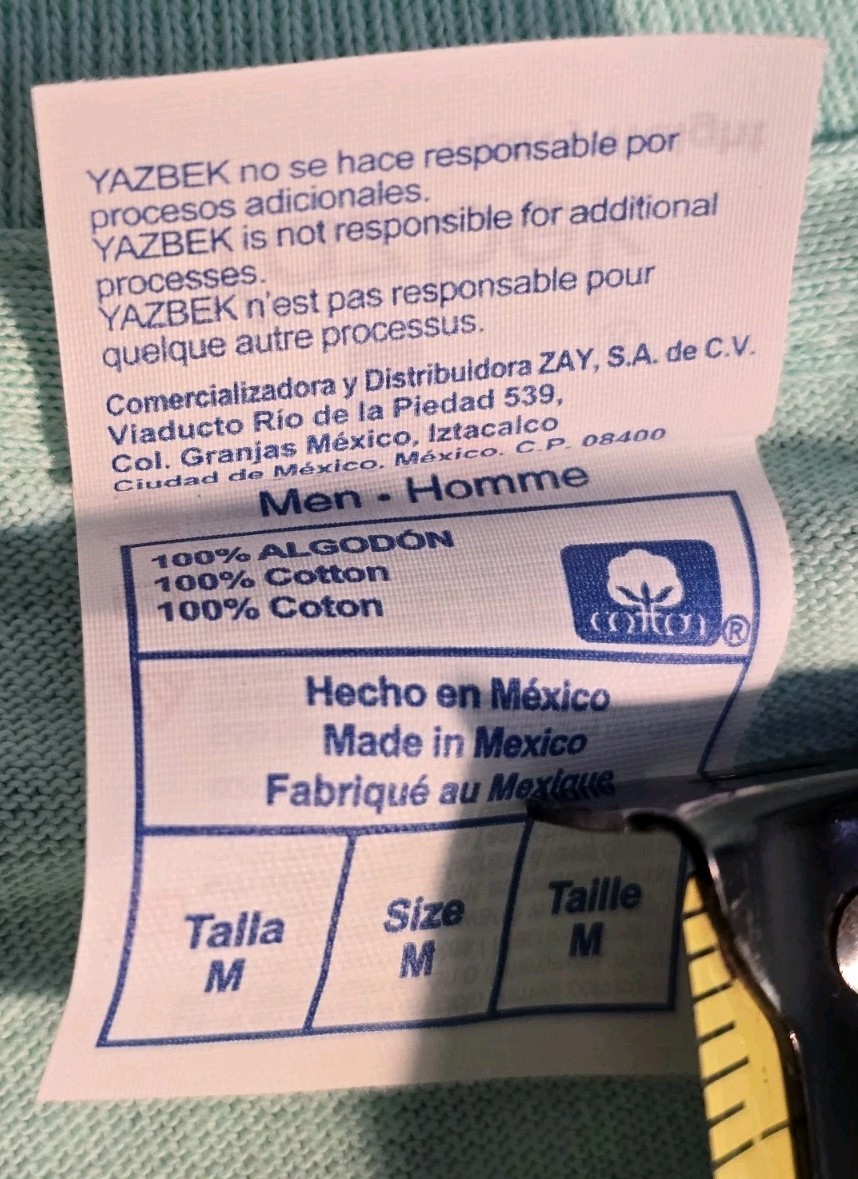 YAZBEK no se hace responsable por
procesos adicionales.
YAZBEK is not responsible for additional
processes.
YAZBEK n'est pas responsable pour
quelque autre processus.
Comercializadora y Distribuidora ZAY, S.A. de C.V.
Viaducto Río de la Piedad 539,
Col. Granjas México, Iztacalco
Ciudad de México, México. C.P. 08400
Men - Homme
100% ALGODÓN
100% Cotton
100% Coton
cotton®
Hecho en México
Made in Mexico
Fabriqué au Mexique
Talla Size Taille
M M M